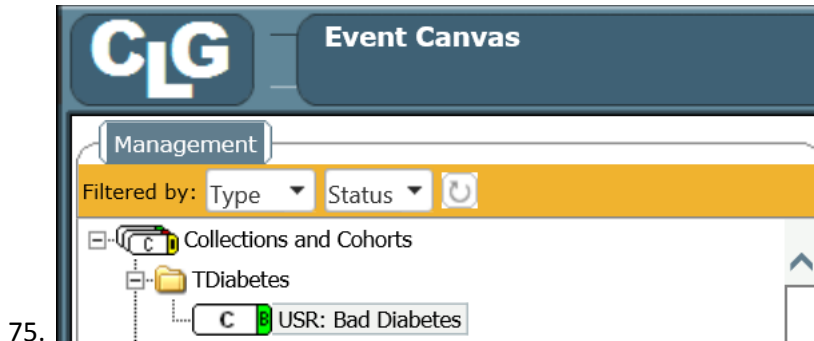 CLG
Event Canvas
Management
Filtered by: Type Status
C Collections and Cohorts
TDiabetes
C B USR: Bad Diabetes
75.